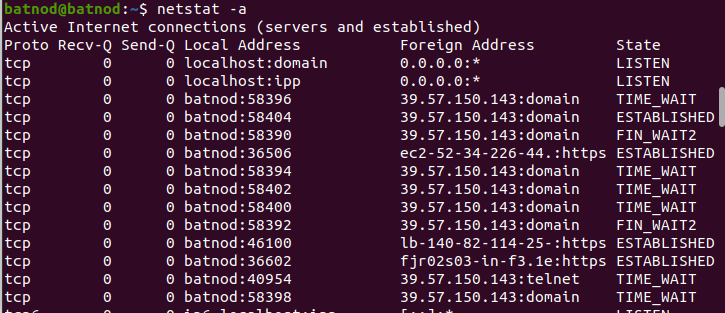 batnod@batnod:~$ netstat -a
Active Internet connections (servers and established)
Proto Recv-Q Send-Q Local Address           Foreign Address         State
tcp        0      0 localhost:domain        0.0.0.0:*               LISTEN
tcp        0      0 localhost:ipp           0.0.0.0:*               LISTEN
tcp        0      0 batnod:58396            39.57.150.143:domain    TIME_WAIT
tcp        0      0 batnod:58404            39.57.150.143:domain    ESTABLISHED
tcp        0      0 batnod:58390            39.57.150.143:domain    FIN_WAIT2
tcp        0      0 batnod:36506            ec2-52-34-226-44.:https ESTABLISHED
tcp        0      0 batnod:58394            39.57.150.143:domain    TIME_WAIT
tcp        0      0 batnod:58402            39.57.150.143:domain    TIME_WAIT
tcp        0      0 batnod:58400            39.57.150.143:domain    TIME_WAIT
tcp        0      0 batnod:58392            39.57.150.143:domain    FIN_WAIT2
tcp        0      0 batnod:46100            lb-140-82-114-25-:https ESTABLISHED
tcp        0      0 batnod:36602            fjr02s03-in-f3.1e:https ESTABLISHED
tcp        0      0 batnod:40954            39.57.150.143:telnet    TIME_WAIT
tcp        0      0 batnod:58398            39.57.150.143:domain    TIME_WAIT
tcp6       0      0 ip6-localhost:ipp       [::]:*                  LISTEN